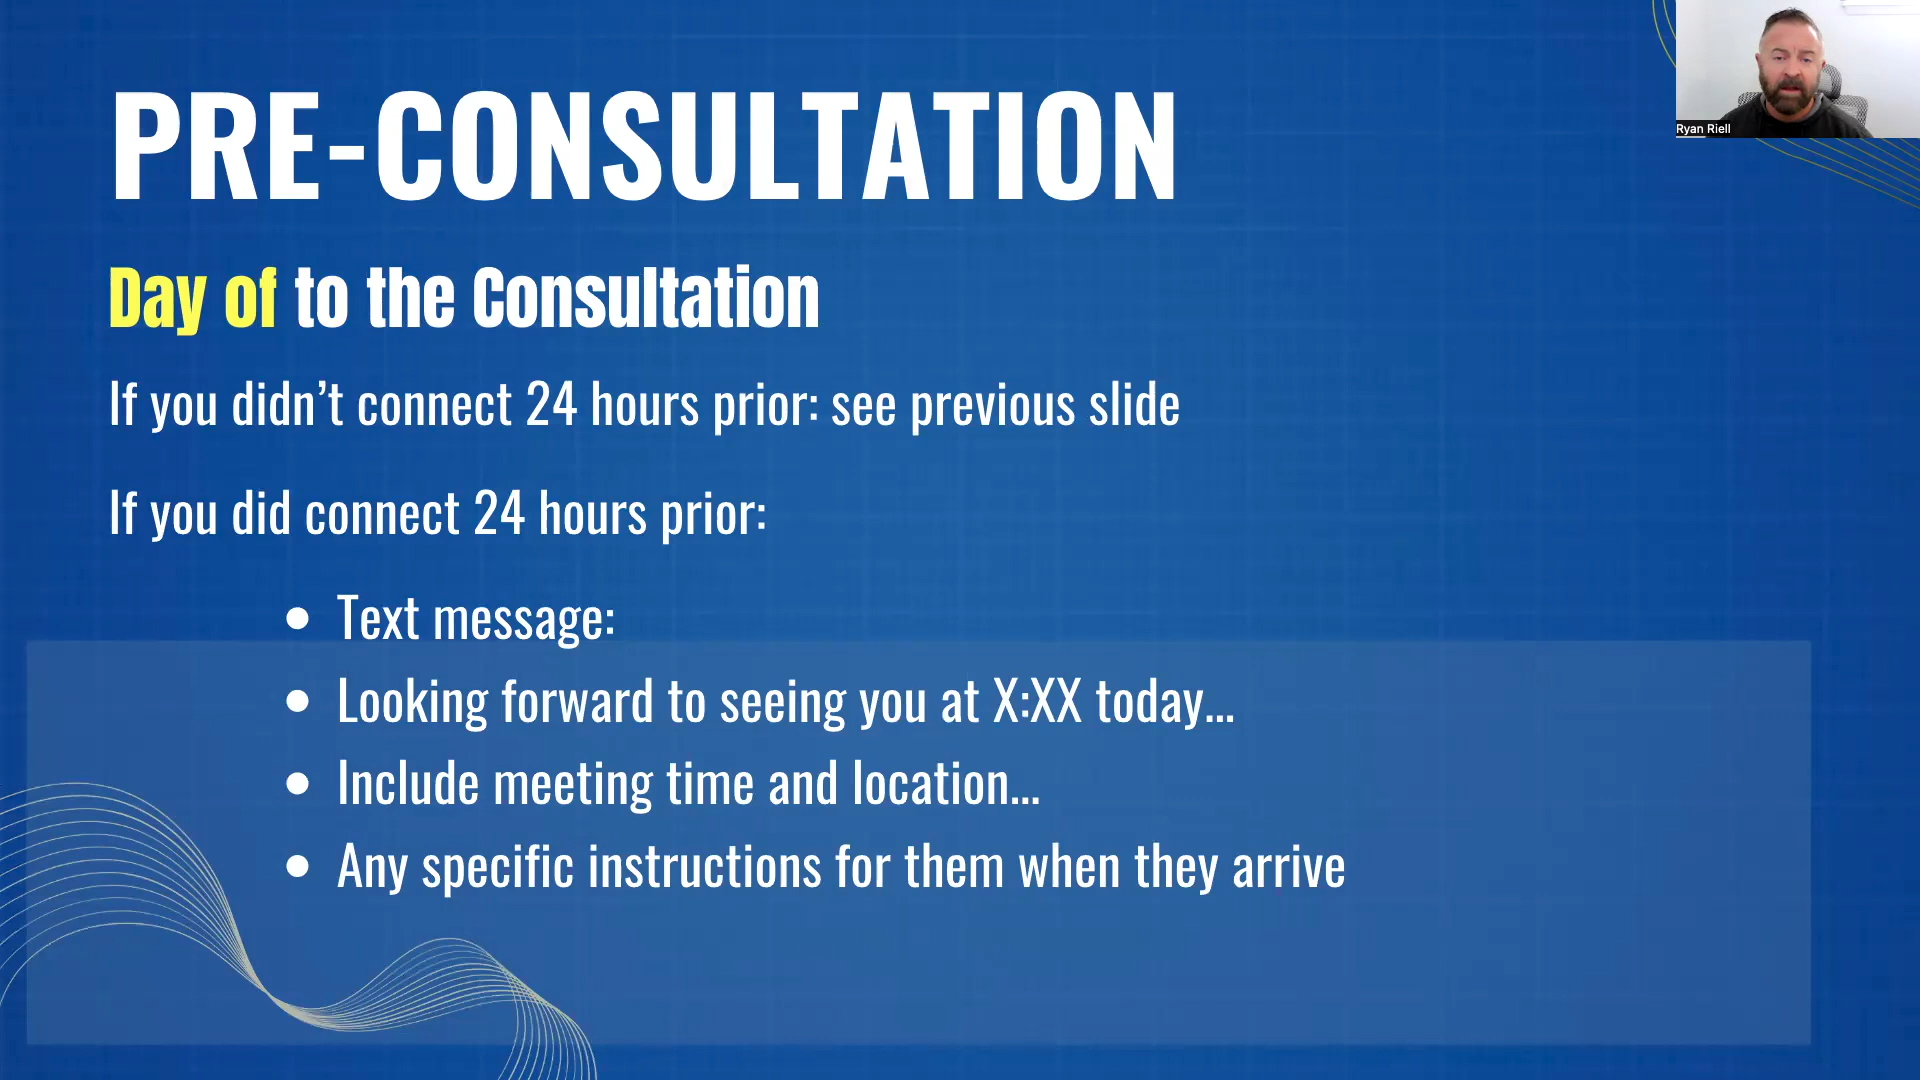 PRE-CONSULTATION
Ryan Riell
Day of to the Consultation
If you didn’t connect 24 hours prior: see previous slide
If you did connect 24 hours prior:
• Text message:
• Looking forward to seeing you at X:XX today...
• Include meeting time and location...
• Any specific instructions for them when they arrive